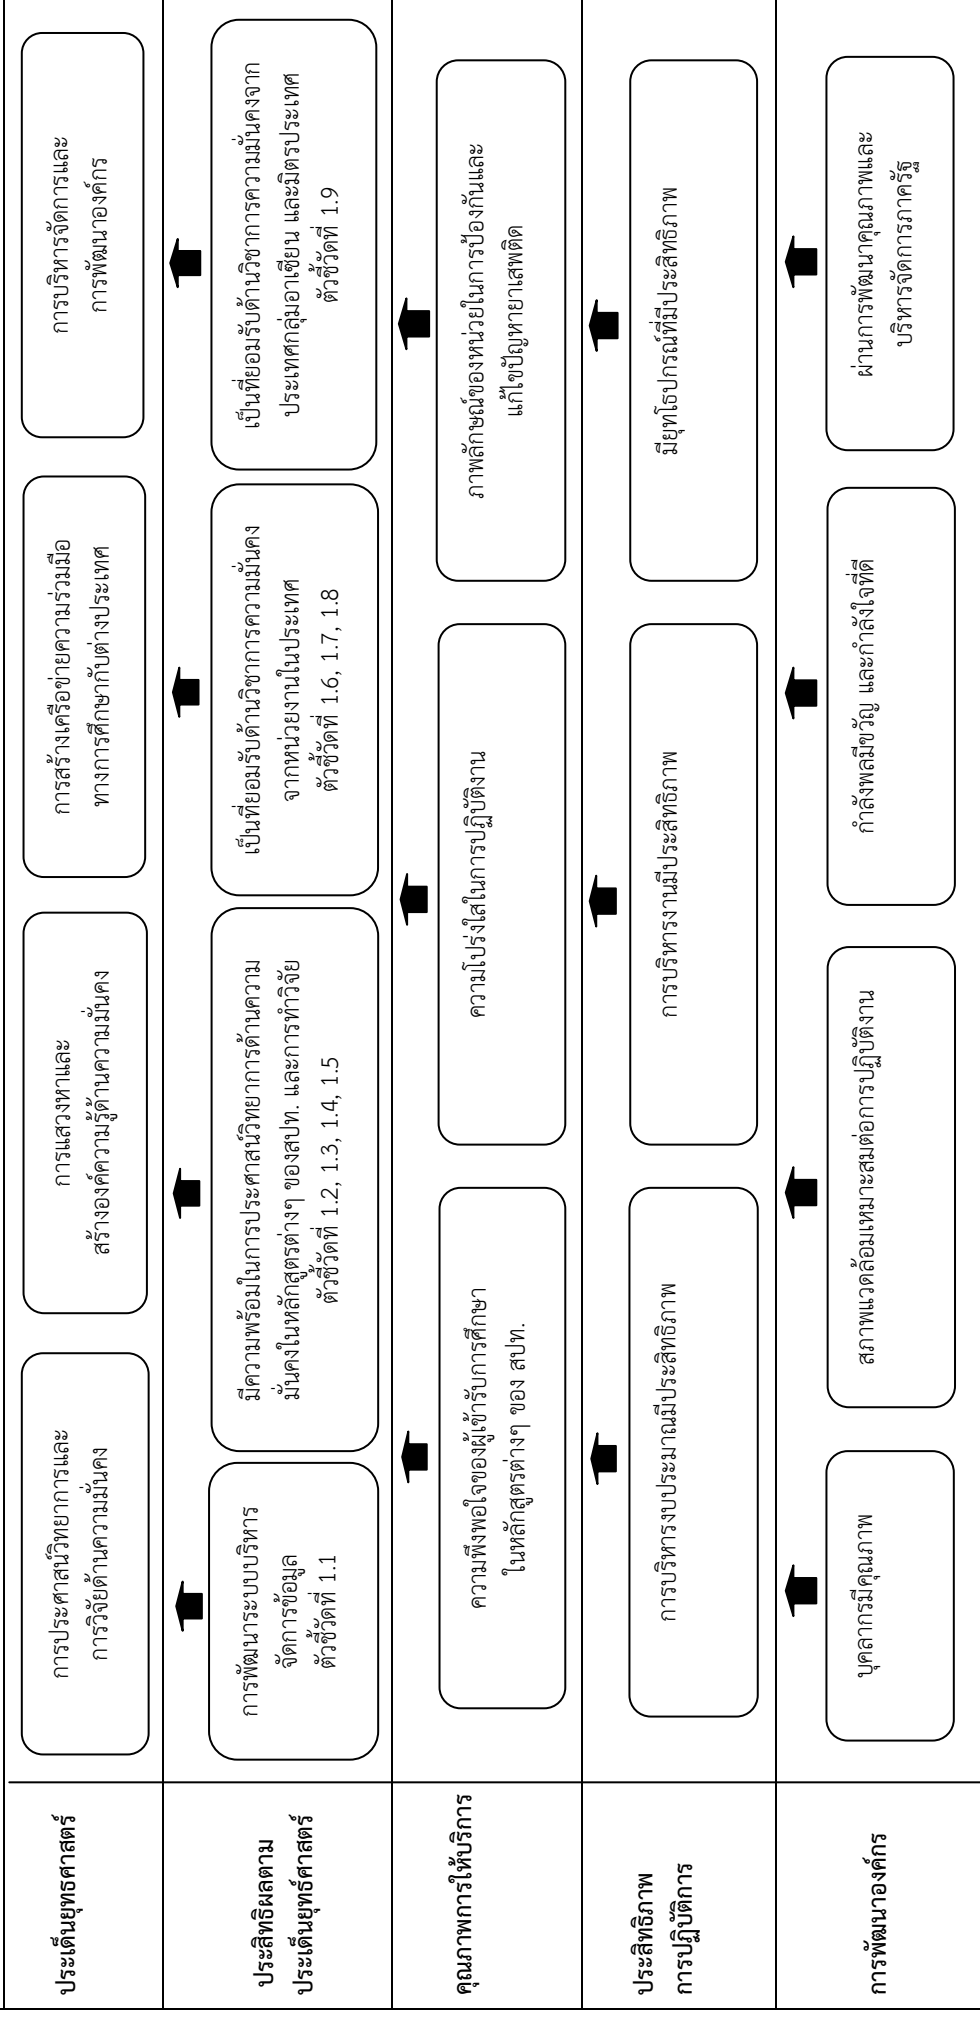 ประเด็นยุทธศาสตร์
การประศาสน์วิทยาการและ
การวิจัยด้านความมั่นคง
การแสวงหาและ
สร้างองค์ความรู้ด้านความมั่นคง
การสร้างเครือข่ายความร่วมมือ
ทางการศึกษากับต่างประเทศ
การบริหารจัดการและ
การพัฒนาองค์กร
ประสิทธิผลตาม
ประเด็นยุทธ์ศาสตร์
การพัฒนาระบบบริหาร
จัดการข้อมูล
ตัวชี้วัดที่ 1.1
มีความพร้อมในการประศาสน์วิทยาการด้านความ
มั่นคงในหลักสูตรต่างๆ ของสปท. และการทำวิจัย
ตัวชี้วัดที่ 1.2, 1.3, 1.4, 1.5
เป็นที่ยอมรับด้านวิชาการความมั่นคง
จากหน่วยงานในประเทศ
ตัวชี้วัดที่ 1.6, 1.7, 1.8
เป็นที่ยอมรับด้านวิชาการความมั่นคงจาก
ประเทศกลุ่มอาเซียน และมิตรประเทศ
ตัวชี้วัดที่ 1.9
คุณภาพการให้บริการ
ความพึงพอใจของผู้เข้ารับการศึกษา
ในหลักสูตรต่างๆ ของ สปท.
ความโปร่งใสในการปฏิบัติงาน
ภาพลักษณ์ของหน่วยในการป้องกันและ
แก้ไขปัญหายาเสพติด
ประสิทธิภาพ
การปฏิบัติการ
การบริหารงบประมาณมีประสิทธิภาพ
การบริหารงานมีประสิทธิภาพ
มียุทโธปกรณ์ที่มีประสิทธิภาพ
การพัฒนาองค์กร
บุคลากรมีคุณภาพ
สภาพแวดล้อมเหมาะสมต่อการปฏิบัติงาน
กำลังพลมีขวัญ และกำลังใจที่ดี
ผ่านการพัฒนาคุณภาพและ
บริหารจัดการภาครัฐ